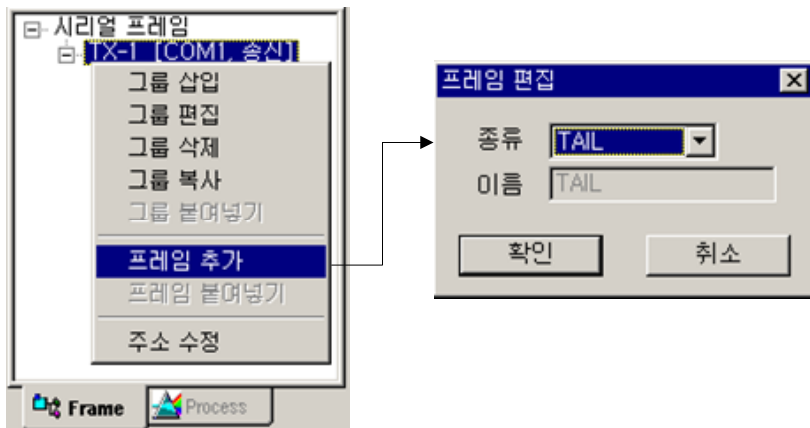 시리얼 프레임
TX-1 [COM1, 송신]
그룹 삽입
그룹 편집
그룹 삭제
그룹 복사
그룹 붙여넣기
프레임 추가
프레임 붙여넣기
주소 수정
Frame
Process
프레임 편집
종류 TAIL
이름 TAIL
확인
취소